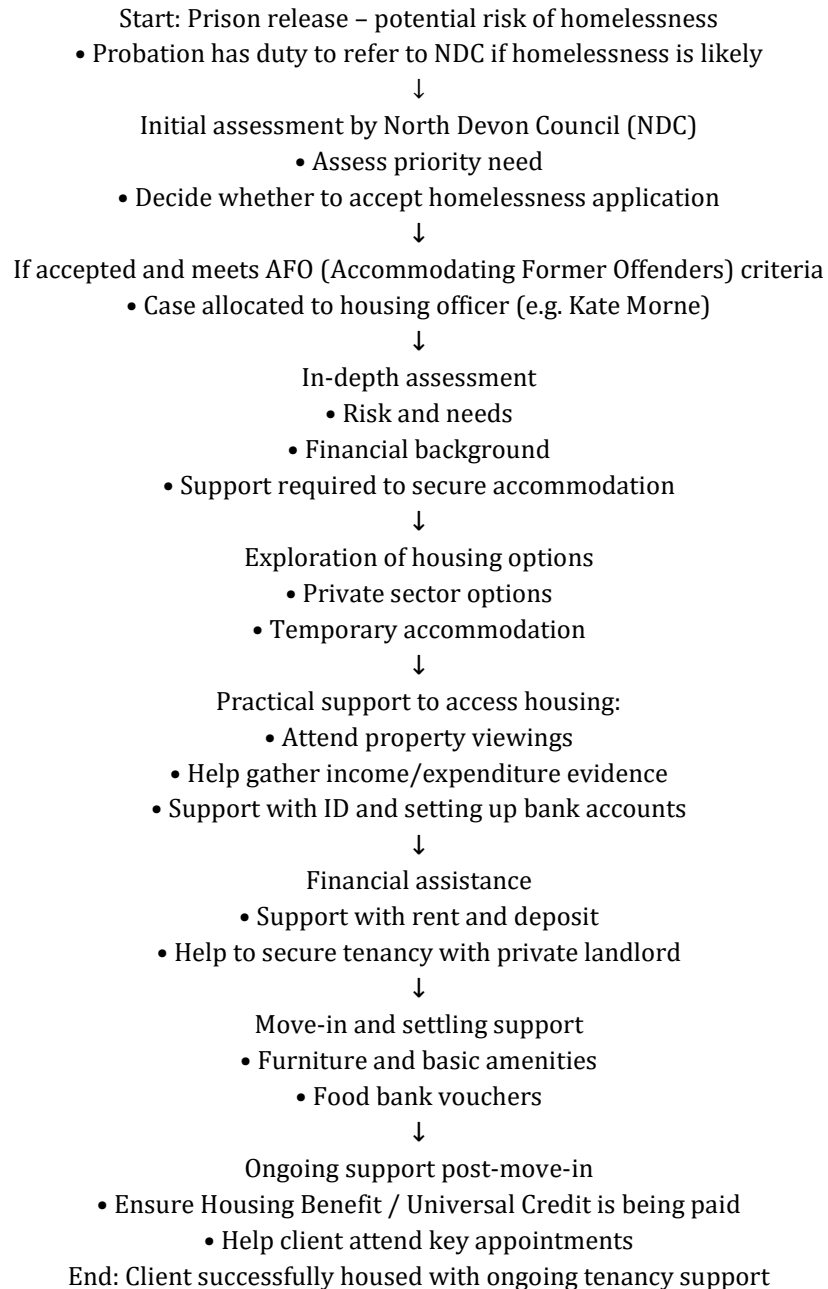 Start: Prison release – potential risk of homelessness
• Probation has duty to refer to NDC if homelessness is likely
↓
Initial assessment by North Devon Council (NDC)
• Assess priority need
• Decide whether to accept homelessness application
↓
If accepted and meets AFO (Accommodating Former Offenders) criteria
• Case allocated to housing officer (e.g. Kate Morne)
↓
In-depth assessment
• Risk and needs
• Financial background
• Support required to secure accommodation
↓
Exploration of housing options
• Private sector options
• Temporary accommodation
↓
Practical support to access housing:
• Attend property viewings
• Help gather income/expenditure evidence
• Support with ID and setting up bank accounts
↓
Financial assistance
• Support with rent and deposit
• Help to secure tenancy with private landlord
↓
Move-in and settling support
• Furniture and basic amenities
• Food bank vouchers
↓
Ongoing support post-move-in
• Ensure Housing Benefit / Universal Credit is being paid
• Help client attend key appointments
End: Client successfully housed with ongoing tenancy support